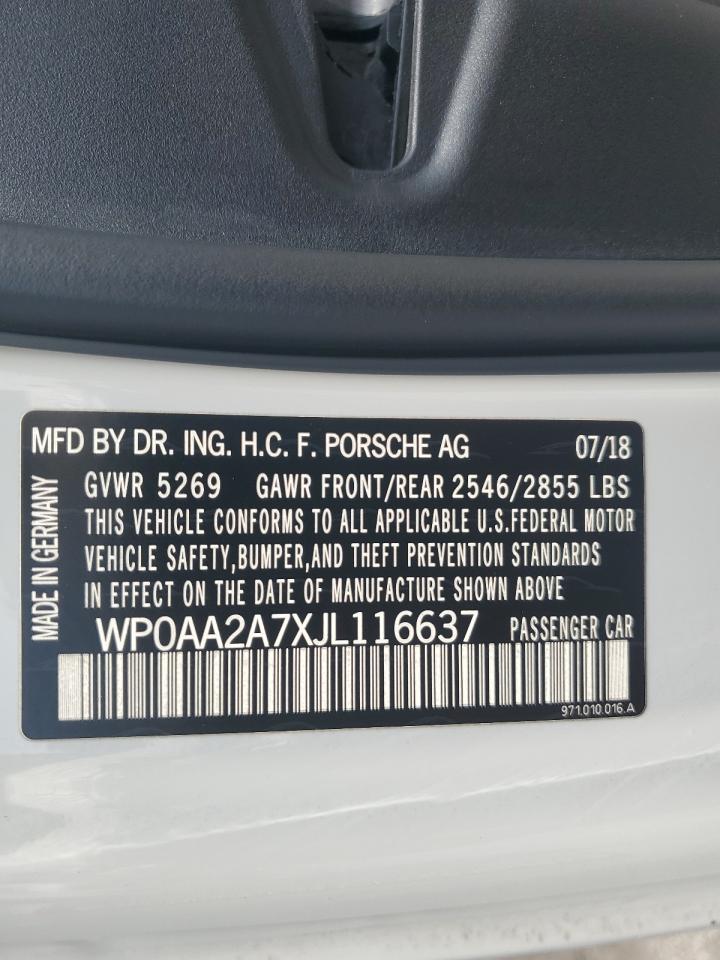 MFD BY DR. ING. H.C. F. PORSCHE AG 07/18
GVWR 5269 GAWR FRONT/REAR 2546/2855 LBS
THIS VEHICLE CONFORMS TO ALL APPLICABLE U.S.FEDERAL MOTOR
VEHICLE SAFETY,BUMPER,AND THEFT PREVENTION STANDARDS
IN EFFECT ON THE DATE OF MANUFACTURE SHOWN ABOVE
WP0AA2A7XJL116637 PASSENGER CAR
971.010.016.A
MADE IN GERMANY